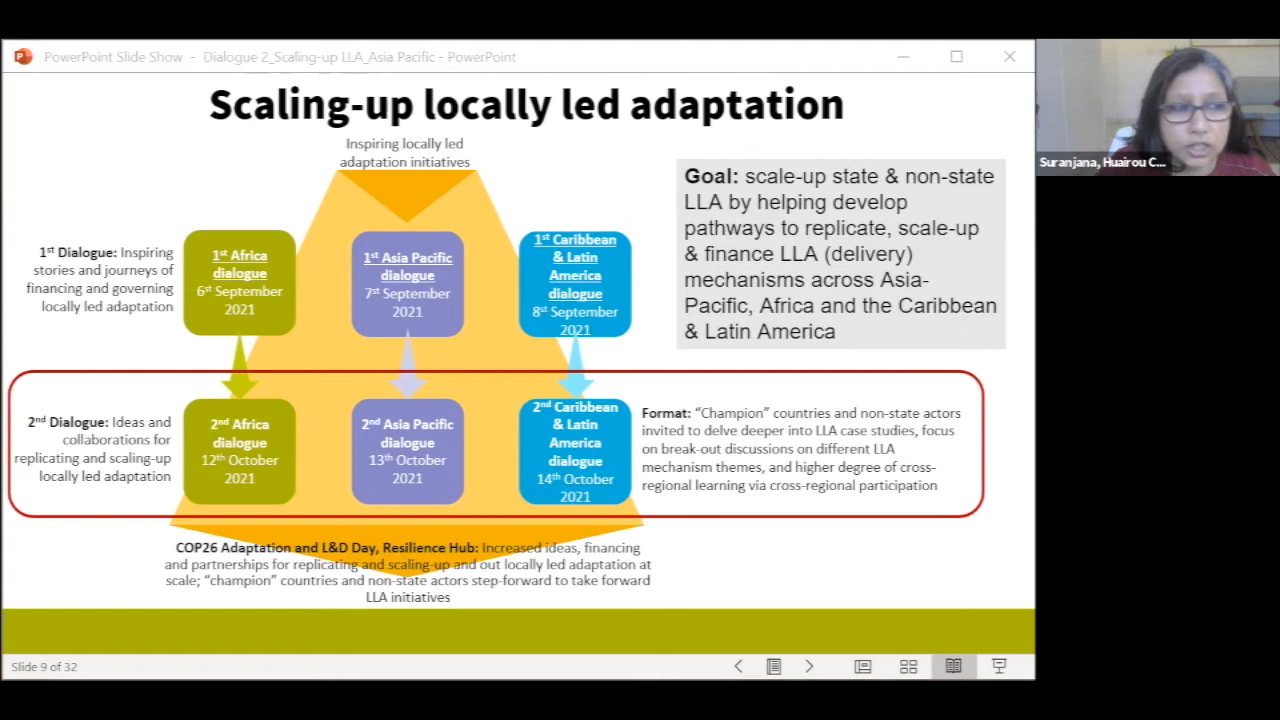 PowerPoint Slide Show - Dialogue 2_Scaling-up LLA_Asia Pacific - PowerPoint
Scaling-up locally led adaptation
Inspiring locally led
adaptation initiatives
Goal: scale-up state & non-state
LLA by helping develop
pathways to replicate, scale-up
& finance LLA (delivery)
mechanisms across Asia-
Pacific, Africa and the Caribbean
& Latin America
1st Dialogue: Inspiring
stories and journeys of
financing and governing
locally led adaptation
1st Africa
dialogue
6st September
2021
1st Asia Pacific
dialogue
7st September
2021
1st Caribbean
& Latin
America
dialogue
8st September
2021
2nd Dialogue: Ideas and
collaborations for
replicating and scaling-up
locally led adaptation
2nd Africa
dialogue
12th October
2021
2nd Asia Pacific
dialogue
13th October
2021
2nd Caribbean
& Latin
America
dialogue
14th October
2021
Format: “Champion” countries and non-state actors
invited to delve deeper into LLA case studies, focus
on break-out discussions on different LLA
mechanism themes, and higher degree of cross-
regional learning via cross-regional participation
COP26 Adaptation and L&D Day, Resilience Hub: Increased ideas, financing
and partnerships for replicating and scaling-up and out locally led adaptation at
scale; “champion” countries and non-state actors step-forward to take forward
LLA initiatives
Slide 9 of 32
Suranjana, Huairou C...